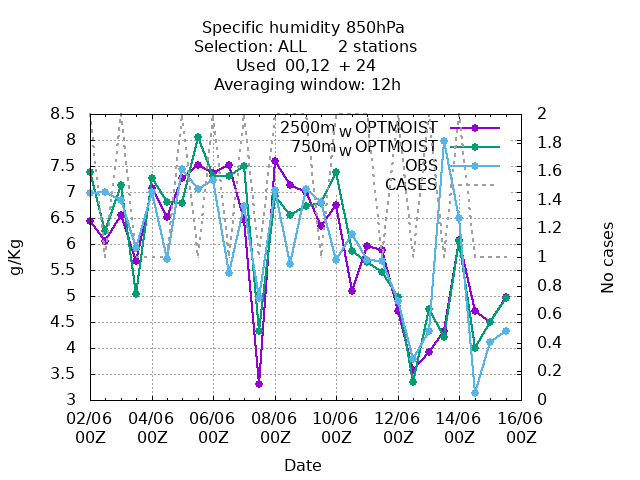 Specific humidity 850hPa
Selection: ALL 2 stations
Used 00,12 + 24
Averaging window: 12h
2500m_W OPTMOIST
750m_W OPTMOIST
OBS
CASES
8.5
8
7.5
7
6.5
6
5.5
5
4.5
4
3.5
3
g/Kg
2
1.8
1.6
1.4
1.2
1
0.8
0.6
0.4
0.2
0
No cases
02/06 04/06 06/06 08/06 10/06 12/06 14/06 16/06
00Z 00Z 00Z 00Z 00Z 00Z 00Z 00Z
Date